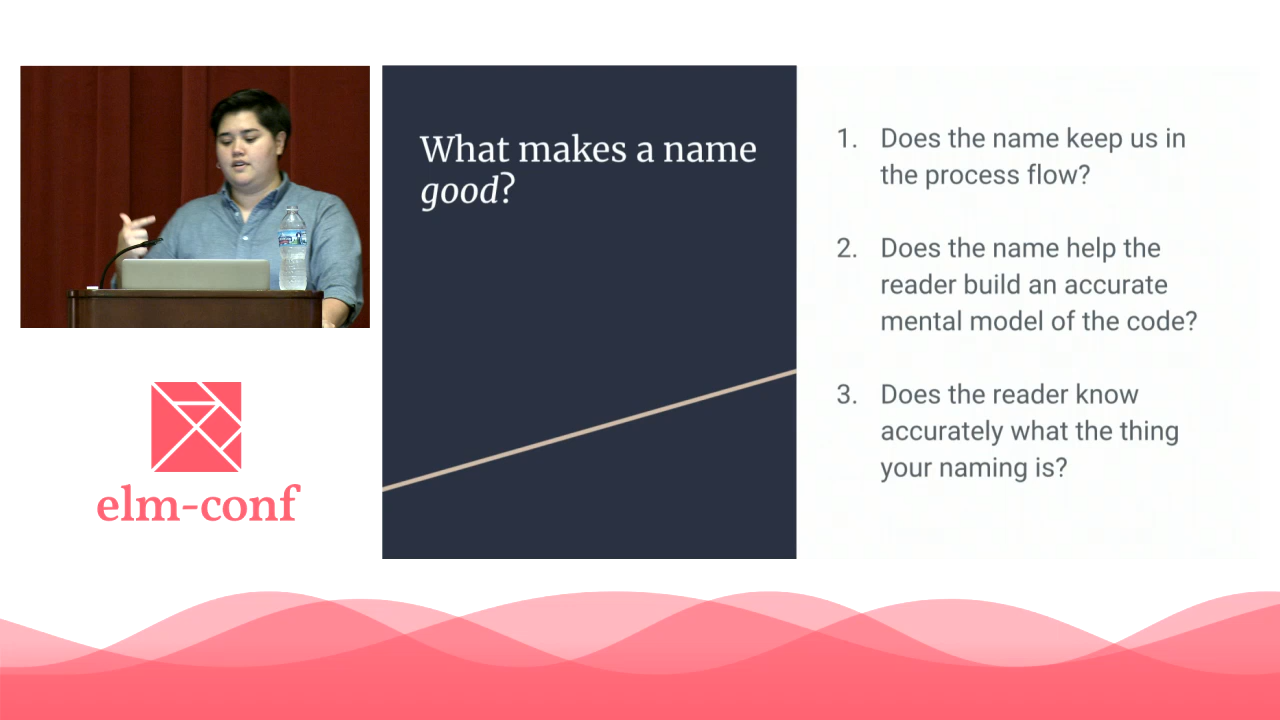 What makes a name
good?
1. Does the name keep us in
the process flow?
2. Does the name help the
reader build an accurate
mental model of the code?
3. Does the reader know
accurately what the thing
your naming is?
elm-conf